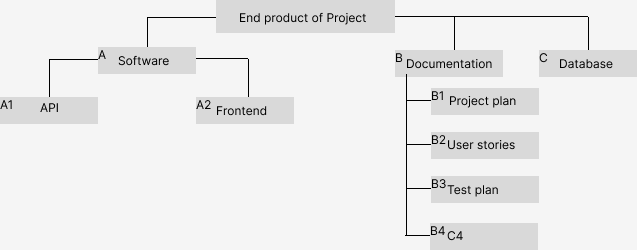 End product of Project
A Software
B Documentation
C Database
A1 API
A2 Frontend
B1 Project plan
B2 User stories
B3 Test plan
B4 C4